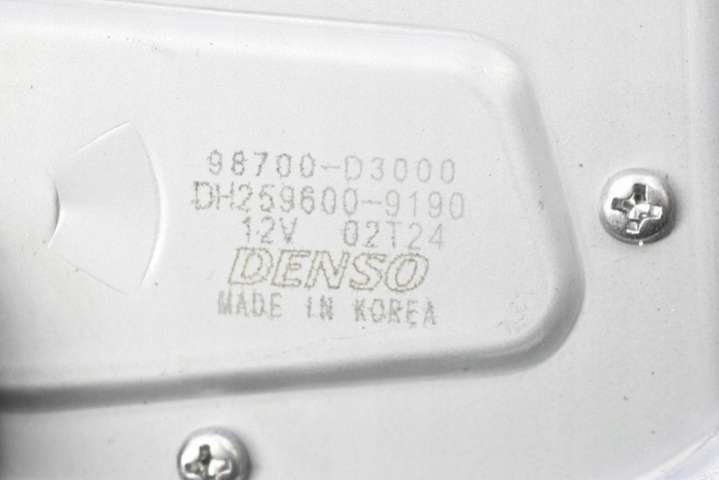 98700-D3000
DH259600-9190
12V 02T24
DENSO
MADE IN KOREA